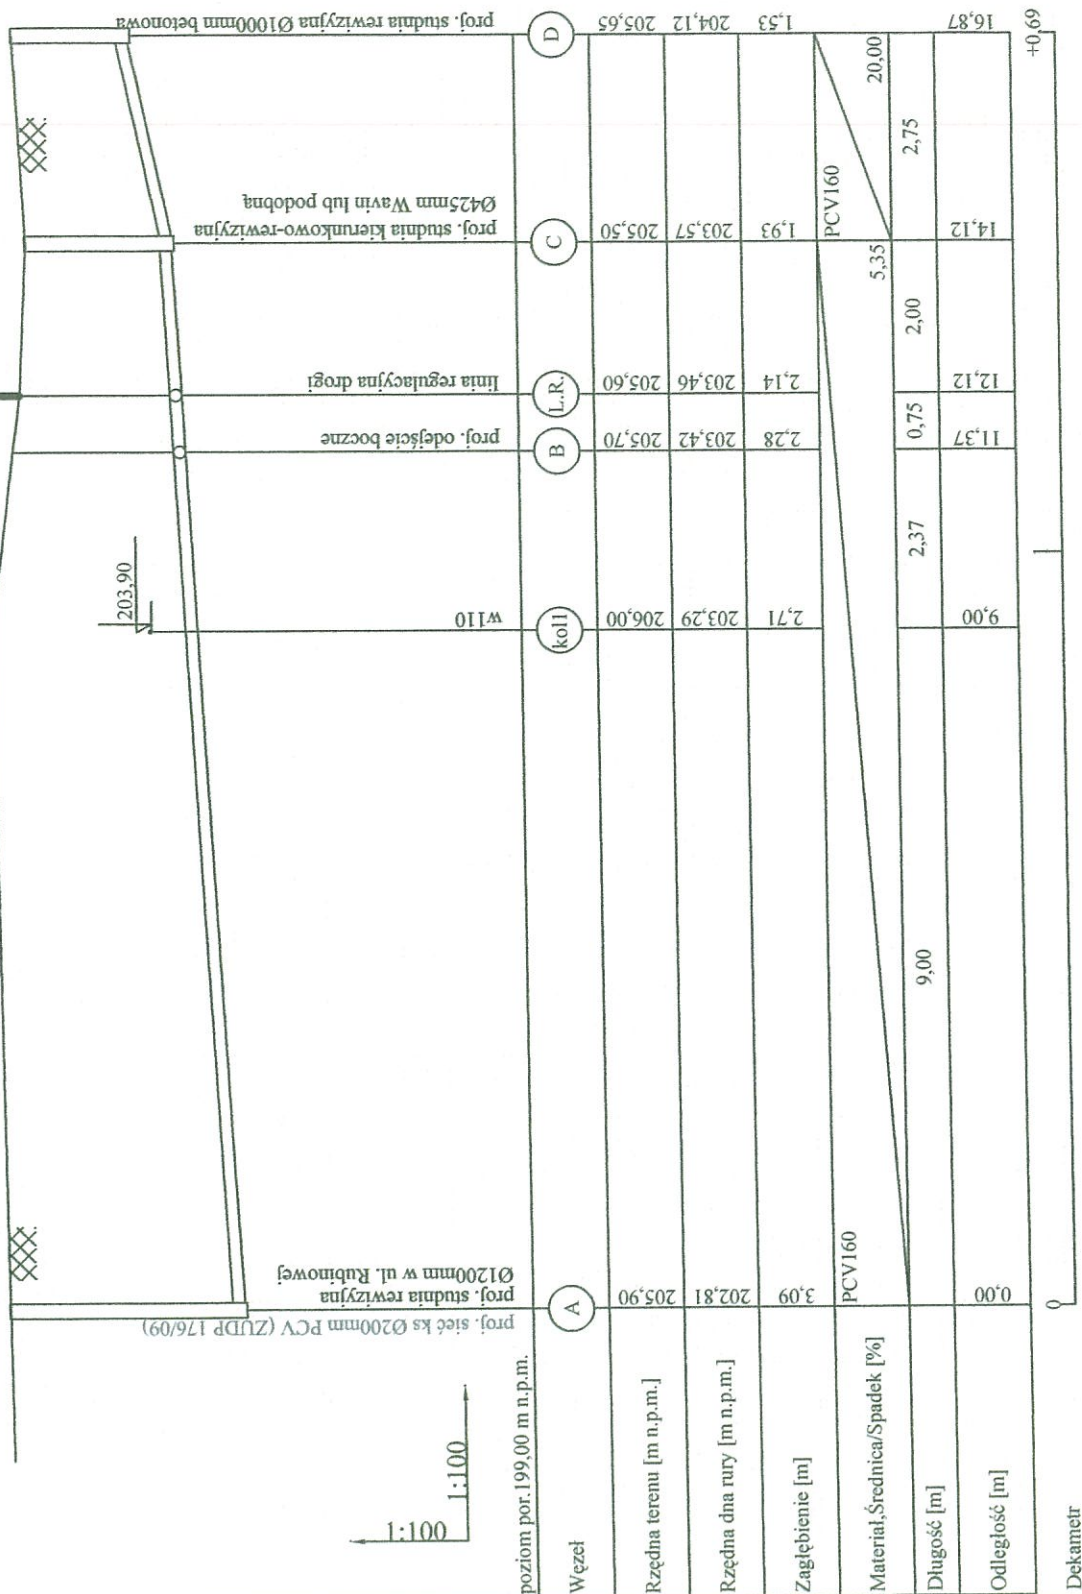 203,90
1:100
1:100
proj. sieć ks Ø200mm PCV (ZUDP 176/09)
proj. studnia rewizyjna
Ø1200mm w ul. Rubinowej
w110
proj. odejście boczne
linia regulacyjna drogi
proj. studnia kierunkowo-rewizyjna
Ø425mm Wavin lub podobną
proj. studnia rewizyjna Ø1000mm betonowa
poziom por.199,00 m n.p.m.
Węzeł A kol1 B L.R. C D
Rzędna terenu [m n.p.m.] 205,90 206,00 205,70 205,60 205,50 205,65
Rzędna dna rury [m n.p.m.] 202,81 203,29 203,42 203,46 203,57 204,12
Zagłębienie [m] 3,09 2,71 2,28 2,14 1,93 1,53
Materiał,Średnica/Spadek [%] PCV160 5,35 PCV160 20,00
Długość [m] 9,00 2,37 0,75 2,00 2,75
Odległość [m] 0,00 9,00 11,37 12,12 14,12 16,87
Dekametr 0 +0,69